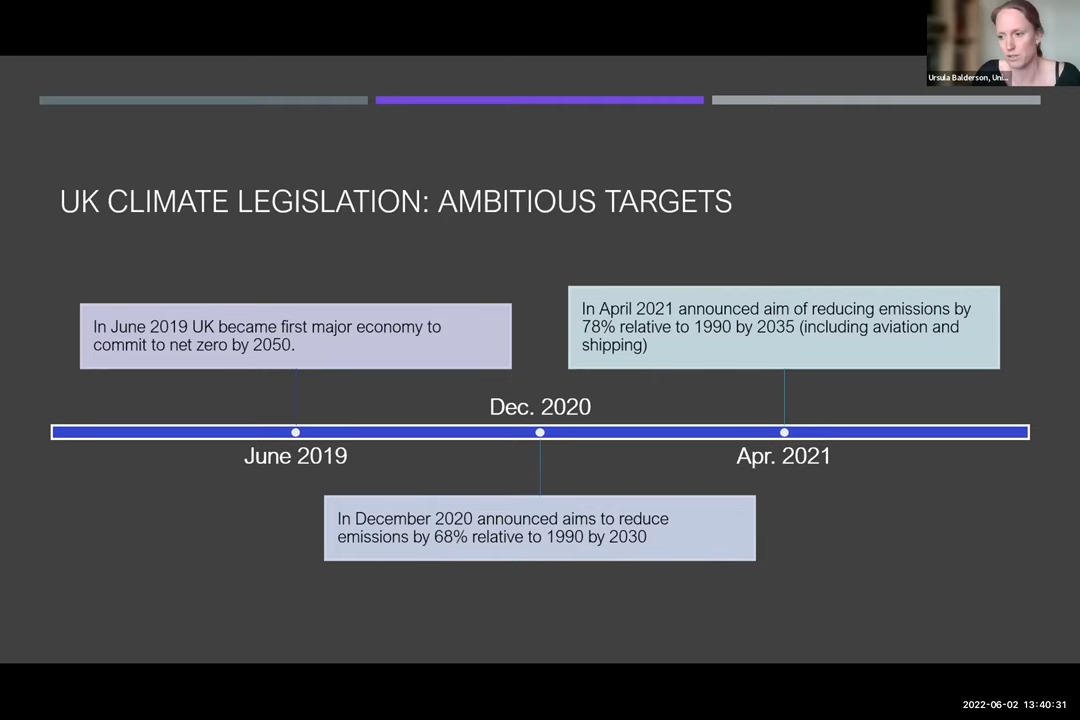 Ursula Balderson, Uni...
UK CLIMATE LEGISLATION: AMBITIOUS TARGETS
In June 2019 UK became first major economy to
commit to net zero by 2050.
In April 2021 announced aim of reducing emissions by
78% relative to 1990 by 2035 (including aviation and
shipping)
Dec. 2020
June 2019
Apr. 2021
In December 2020 announced aims to reduce
emissions by 68% relative to 1990 by 2030
2022-06-02 13:40:31